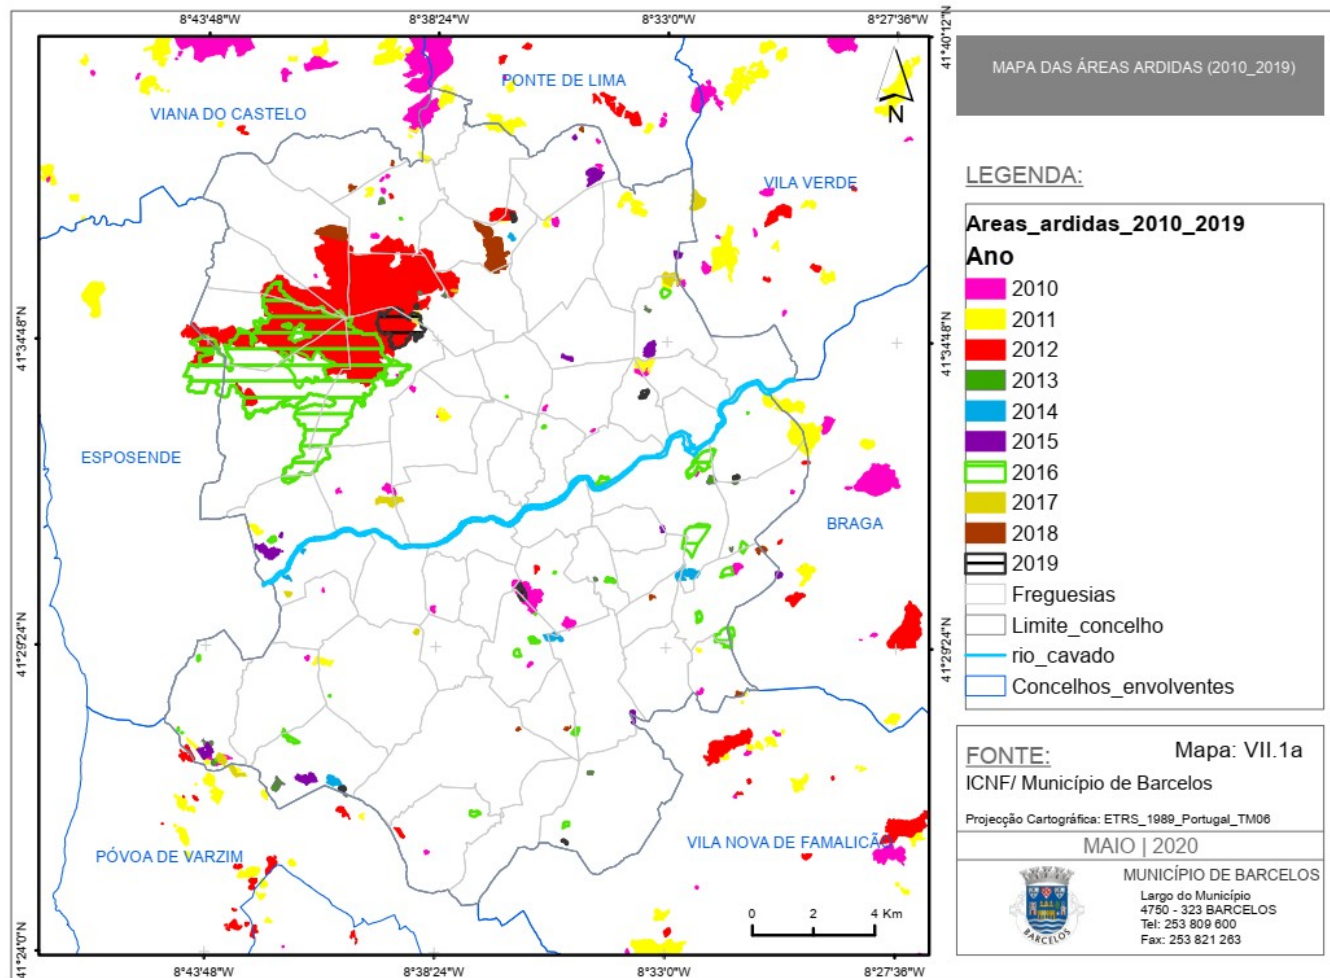 8°43'48"W 8°38'24"W 8°33'0"W 8°27'36"W
41°40'12"N
MAPA DAS ÁREAS ARDIDAS (2010_2019)
PONTE DE LIMA
VIANA DO CASTELO
N
VILA VERDE
LEGENDA:
Areas_ardidas_2010_2019
Ano
2010
2011
2012
2013
2014
2015
2016
2017
2018
2019
Freguesias
Limite_concelho
rio_cavado
Concelhos_envolventes
41°34'48"N
41°34'48"N
ESPOSENDE
BRAGA
41°29'24"N
41°29'24"N
FONTE: Mapa: VII.1a
ICNF/ Município de Barcelos
Projecção Cartográfica: ETRS_1989_Portugal_TM06
MAIO | 2020
PÓVOA DE VARZIM
VILA NOVA DE FAMALICÃO
MUNICÍPIO DE BARCELOS
Largo do Município
4750 - 323 BARCELOS
Tel: 253 809 600
Fax: 253 821 263
BARCELOS
0 2 4 Km
41°24'0"N
8°43'48"W 8°38'24"W 8°33'0"W 8°27'36"W